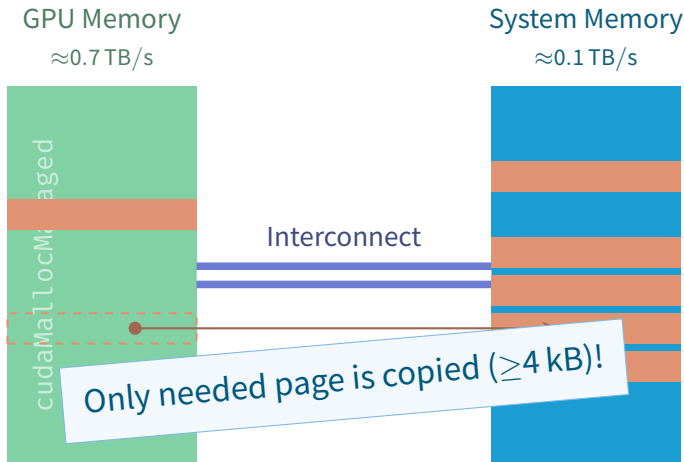 GPU Memory
≈0.7 TB/s
System Memory
≈0.1 TB/s
cudaMallocManaged
Interconnect
Only needed page is copied (≥4 kB)!